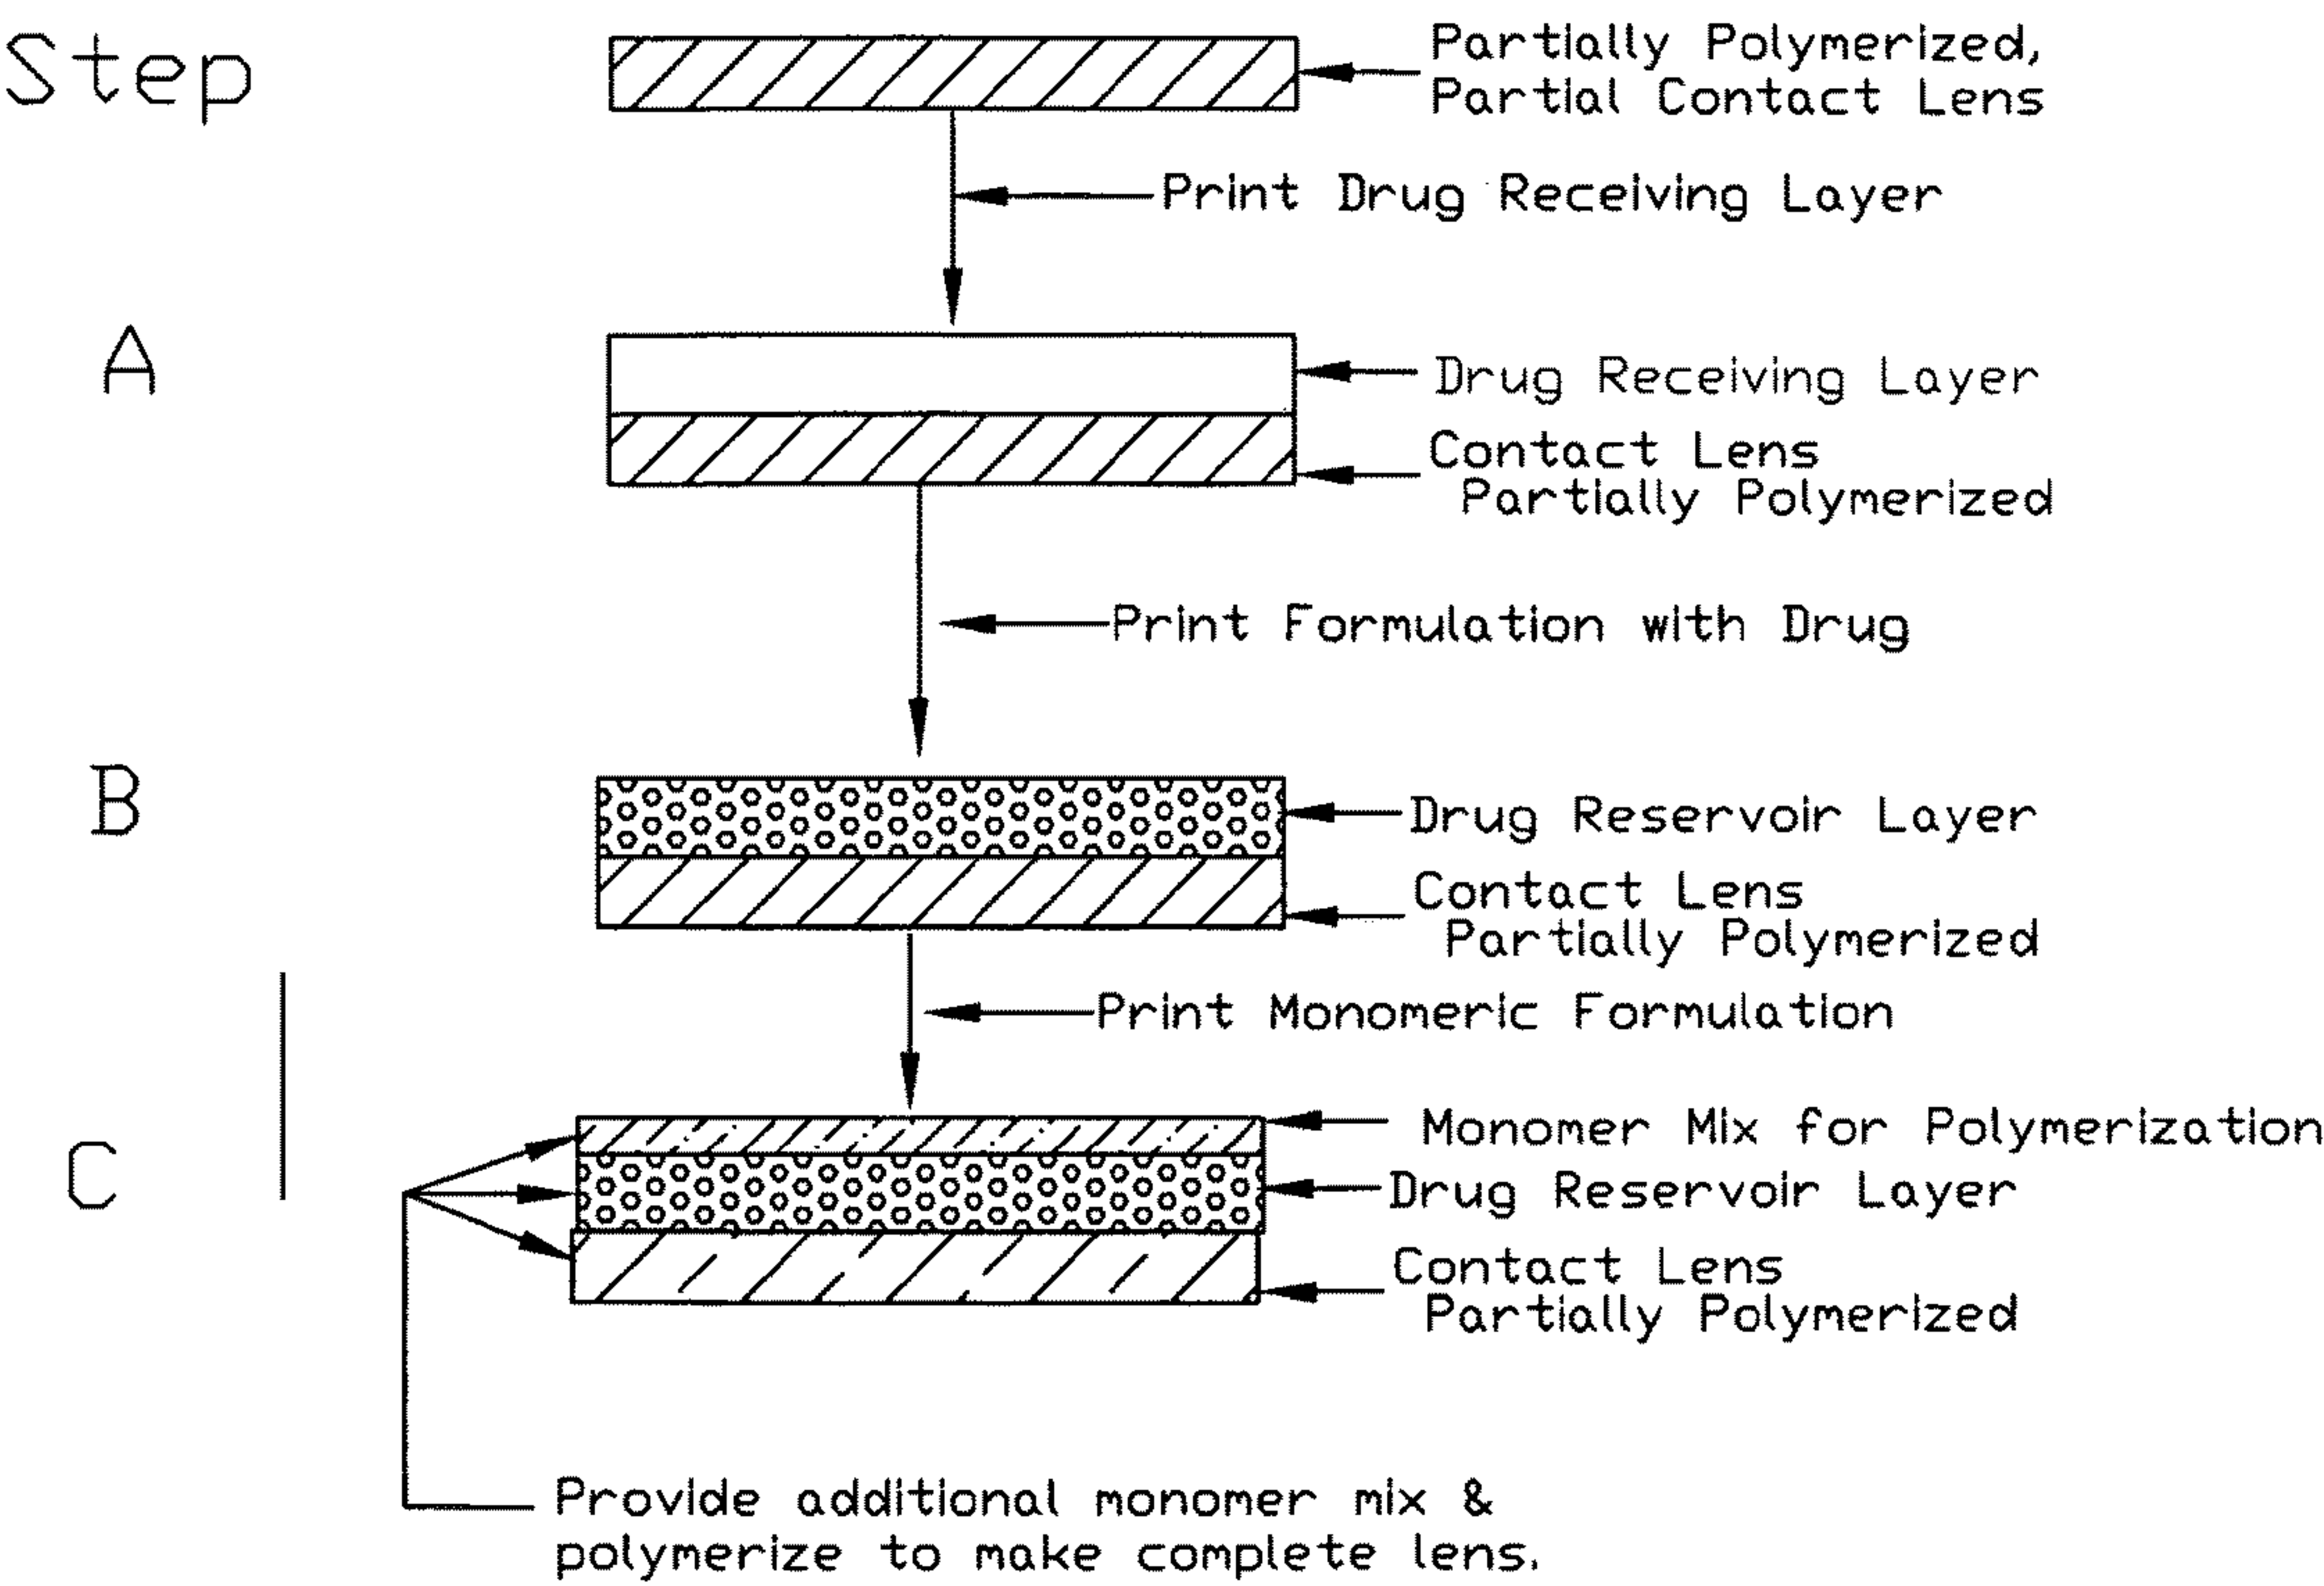 Step
Partially Polymerized,
Partial Contact Lens
Print Drug Receiving Layer
A
Drug Receiving Layer
Contact Lens
Partially Polymerized
Print Formulation with Drug
B
Drug Reservoir Layer
Contact Lens
Partially Polymerized
Print Monomeric Formulation
C
Monomer Mix for Polymerization
Drug Reservoir Layer
Contact Lens
Partially Polymerized
Provide additional monomer mix &
polymerize to make complete lens.